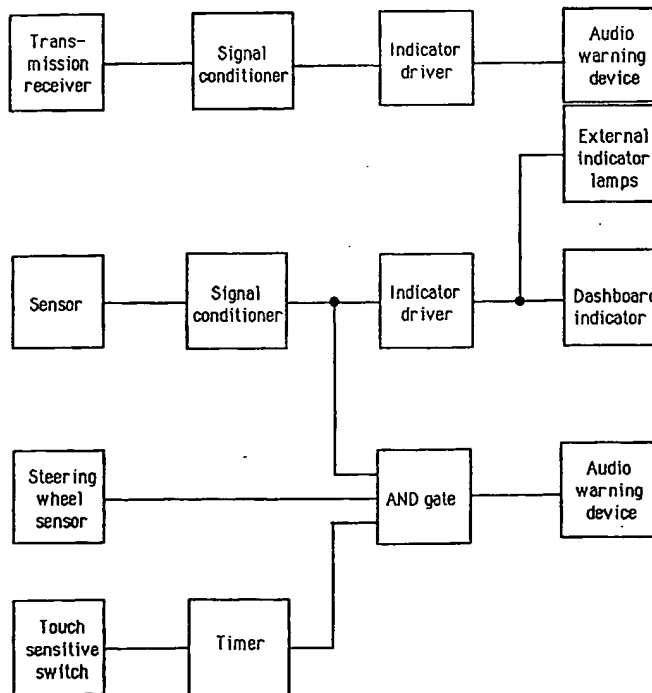 Trans-
mission
receiver
Signal
conditioner
Indicator
driver
Audio
warning
device
External
indicator
lamps
Sensor
Signal
conditioner
Indicator
driver
Dashboard
indicator
Steering
wheel
sensor
AND gate
Audio
warning
device
Touch
sensitive
switch
Timer